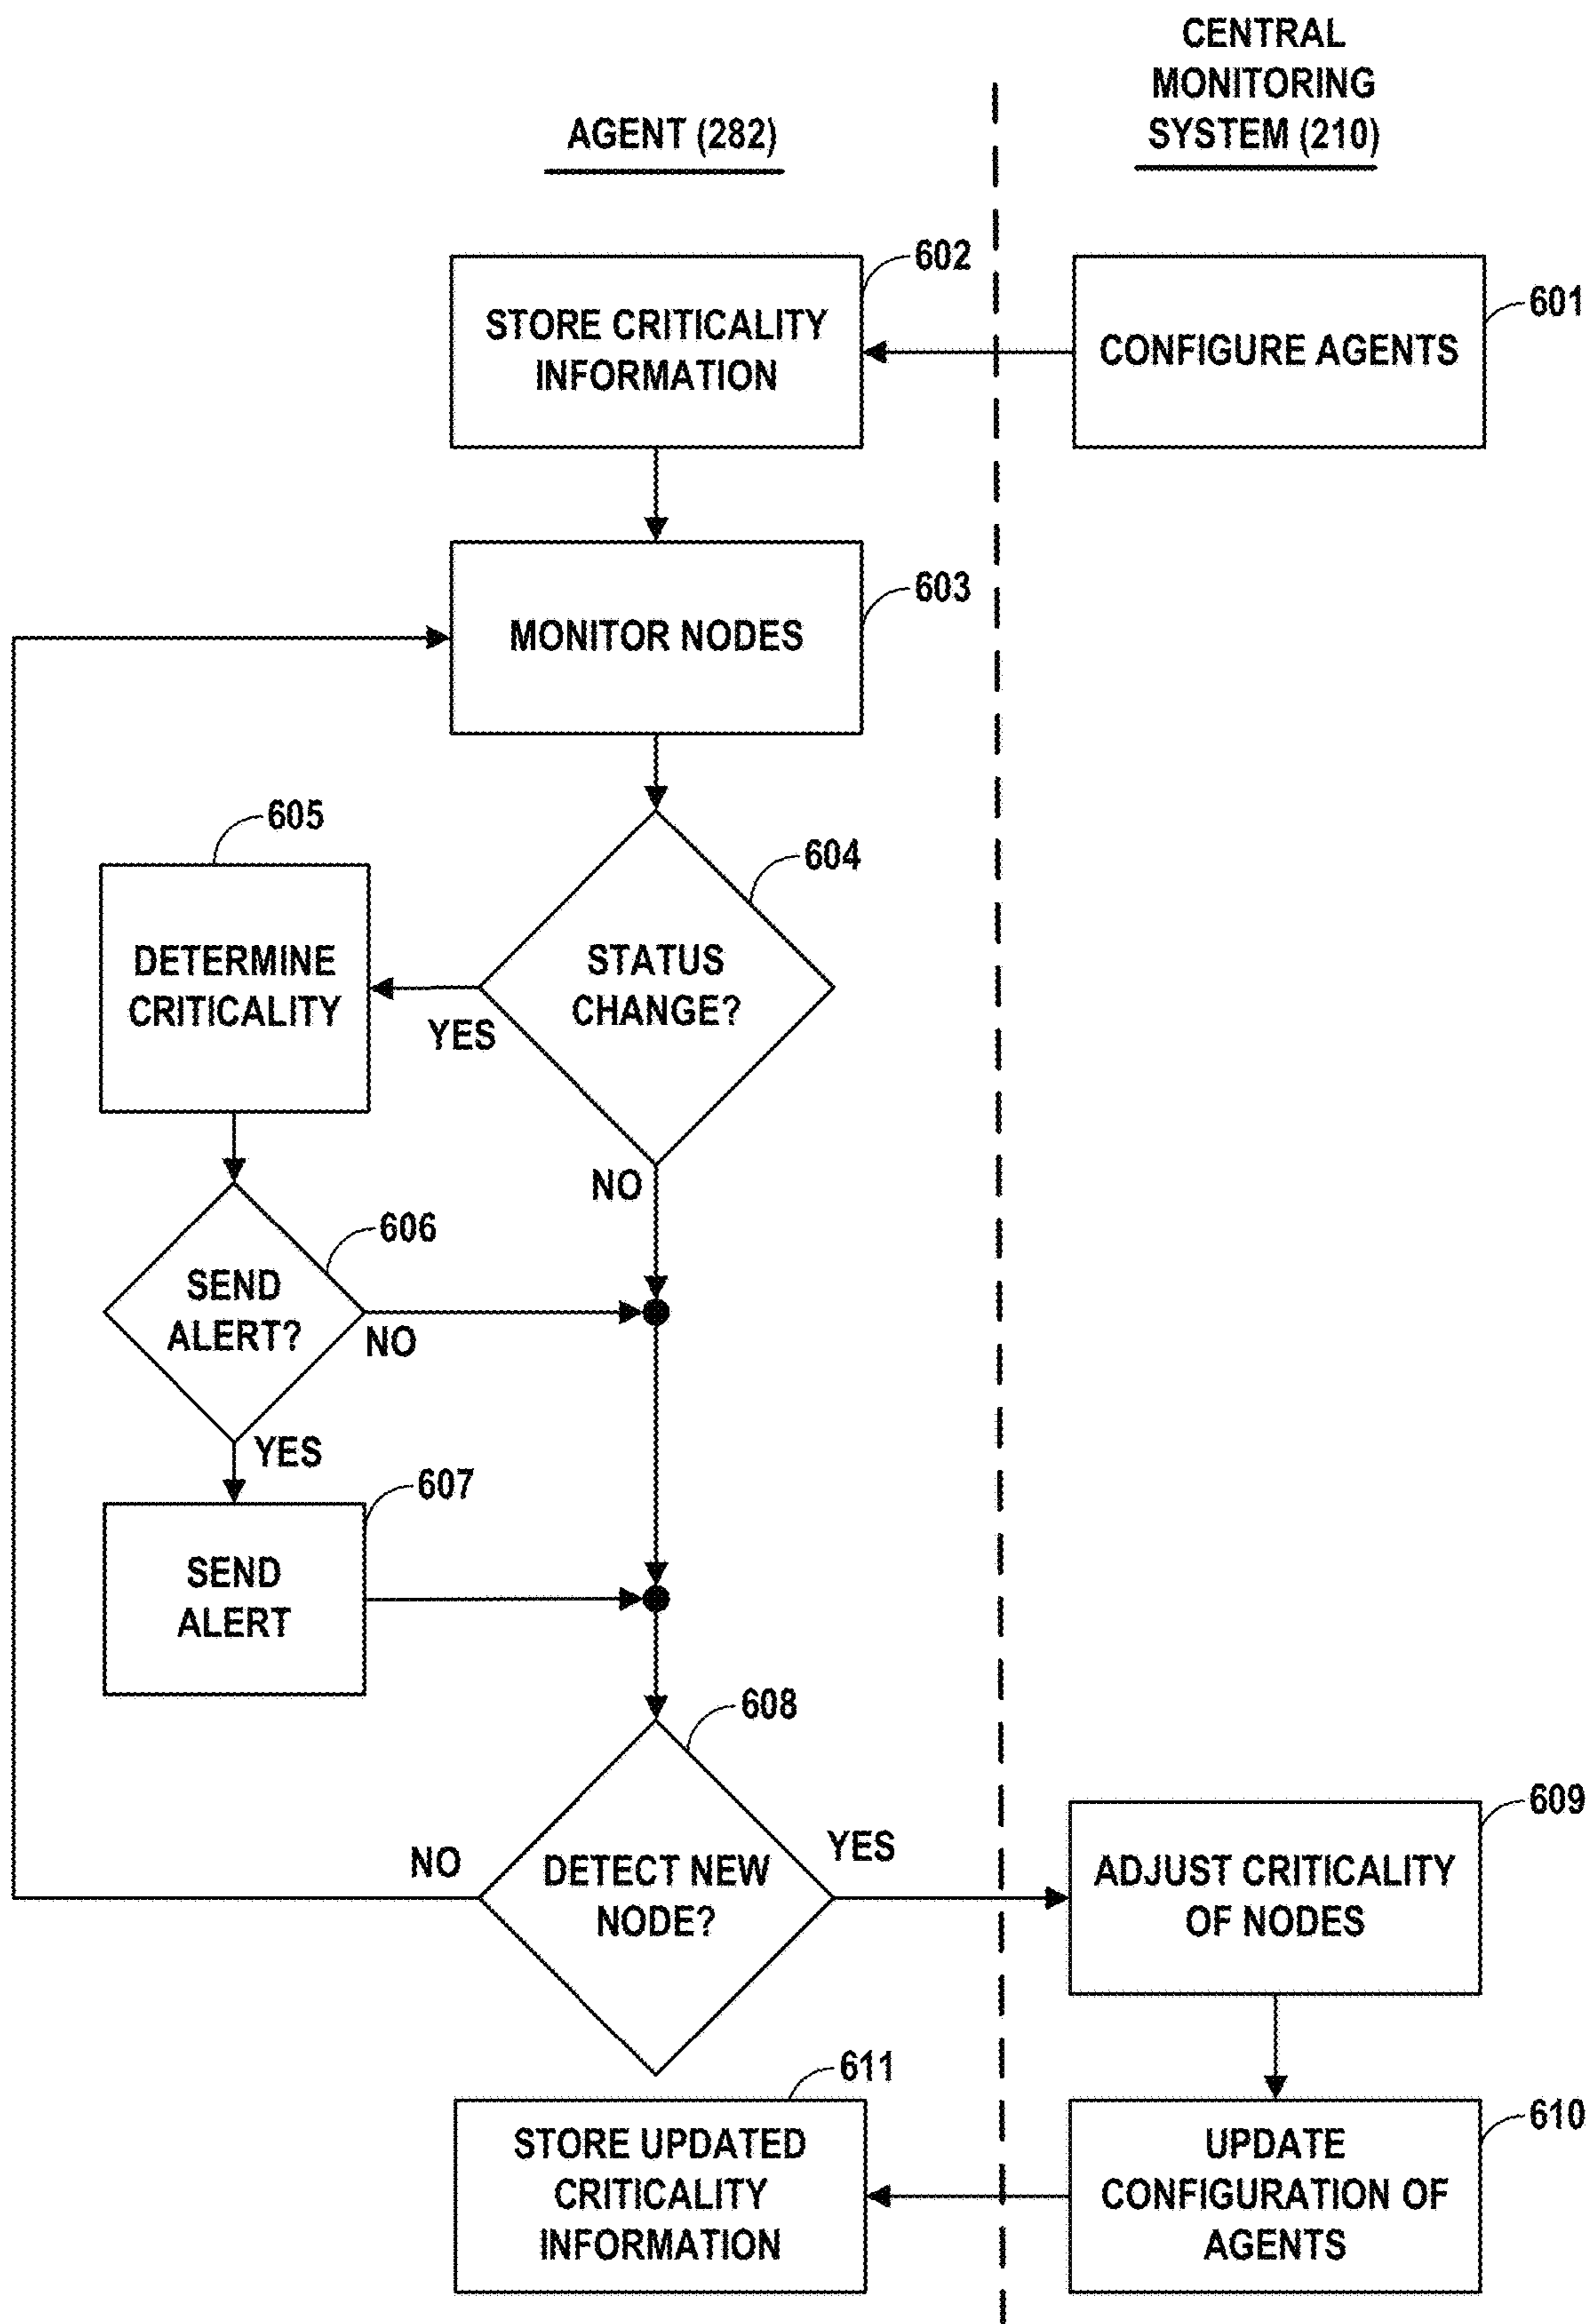 CENTRAL
MONITORING
SYSTEM (210)
AGENT (282)
602
STORE CRITICALITY
INFORMATION
601
CONFIGURE AGENTS
603
MONITOR NODES
605
DETERMINE
CRITICALITY
604
STATUS
CHANGE?
YES
NO
606
SEND
ALERT?
NO
YES
607
SEND
ALERT
608
DETECT NEW
NODE?
NO
YES
609
ADJUST CRITICALITY
OF NODES
611
STORE UPDATED
CRITICALITY
INFORMATION
610
UPDATE
CONFIGURATION OF
AGENTS